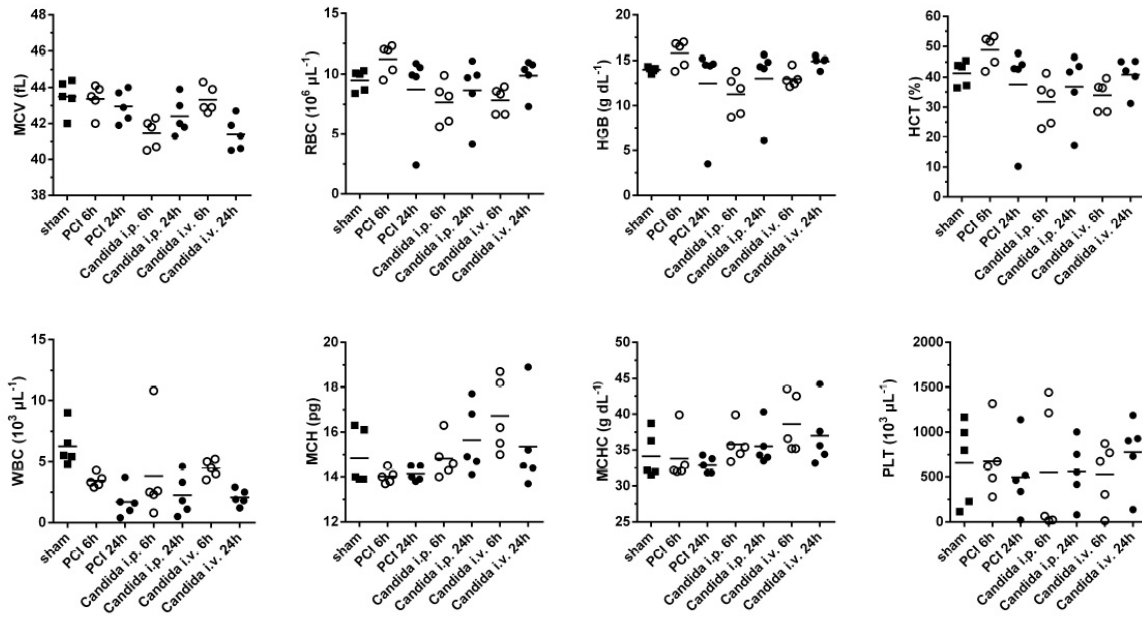 MCV (fL)
46
44
42
40
38
sham
PCI 6h
PCI 24h
Candida i.p. 6h
Candida i.p. 24h
Candida i.v. 6h
Candida i.v. 24h
RBC (10⁶ µL⁻¹)
15
10
5
0
sham
PCI 6h
PCI 24h
Candida i.p. 6h
Candida i.p. 24h
Candida i.v. 6h
Candida i.v. 24h
HGB (g dL⁻¹)
20
15
10
5
0
sham
PCI 6h
PCI 24h
Candida i.p. 6h
Candida i.p. 24h
Candida i.v. 6h
Candida i.v. 24h
HCT (%)
60
50
40
30
20
10
0
sham
PCI 6h
PCI 24h
Candida i.p. 6h
Candida i.p. 24h
Candida i.v. 6h
Candida i.v. 24h
WBC (10³ µL⁻¹)
15
10
5
0
sham
PCI 6h
PCI 24h
Candida i.p. 6h
Candida i.p. 24h
Candida i.v. 6h
Candida i.v. 24h
MCH (pg)
20
18
16
14
12
sham
PCI 6h
PCI 24h
Candida i.p. 6h
Candida i.p. 24h
Candida i.v. 6h
Candida i.v. 24h
MCHC (g dL⁻¹)
50
45
40
35
30
25
sham
PCI 6h
PCI 24h
Candida i.p. 6h
Candida i.p. 24h
Candida i.v. 6h
Candida i.v. 24h
PLT (10³ µL⁻¹)
2000
1500
1000
500
0
sham
PCI 6h
PCI 24h
Candida i.p. 6h
Candida i.p. 24h
Candida i.v. 6h
Candida i.v. 24h